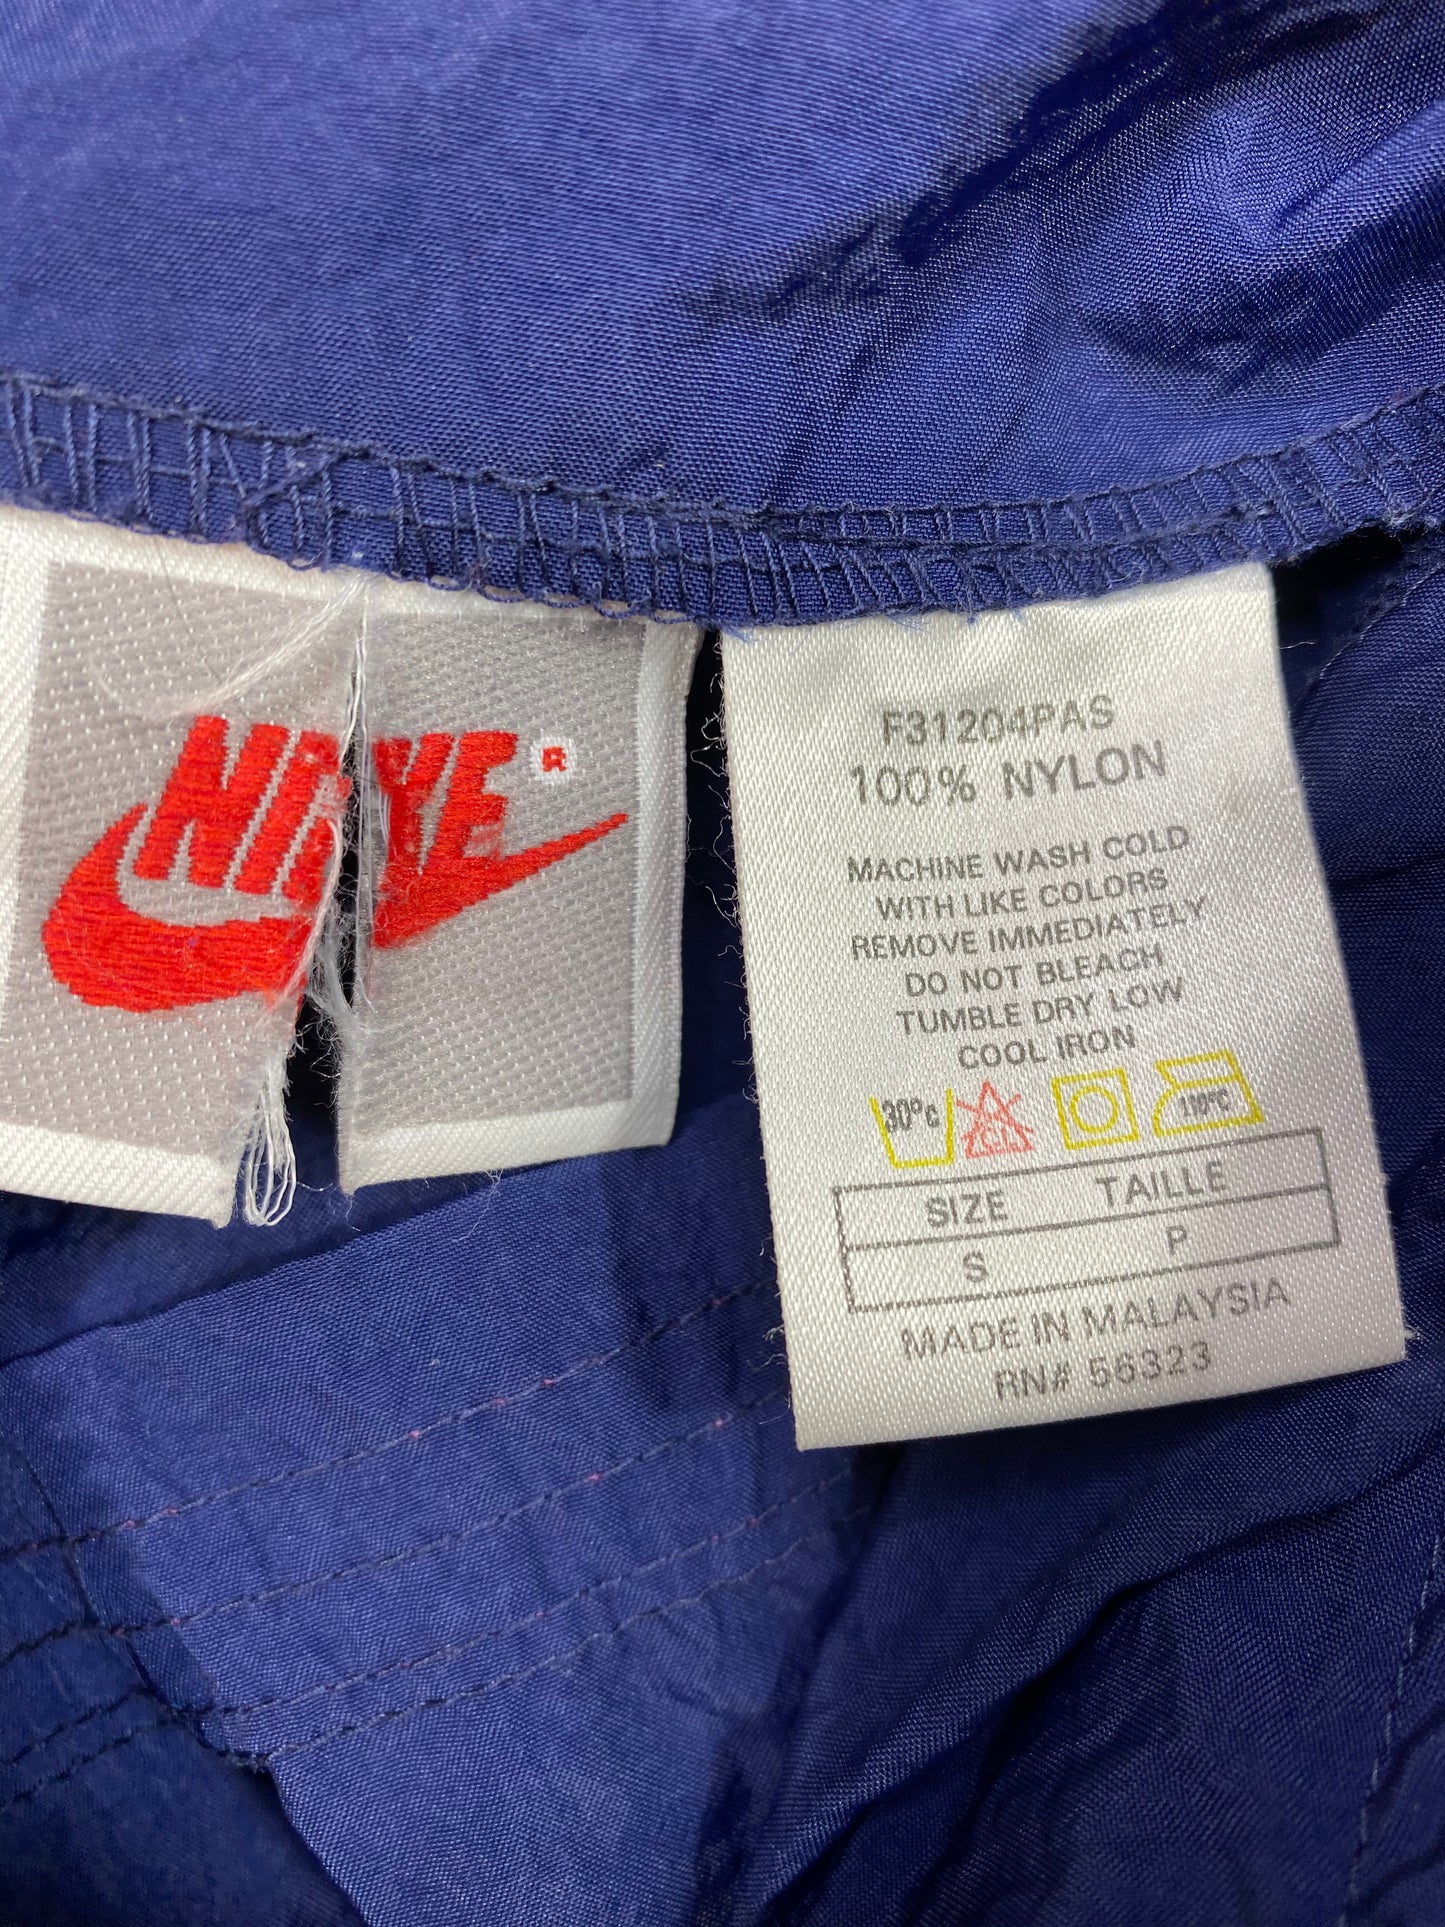 NIKE ®
F31204PAS
100% NYLON
MACHINE WASH COLD
WITH LIKE COLORS
REMOVE IMMEDIATELY
DO NOT BLEACH
TUMBLE DRY LOW
COOL IRON
30°C CL 110°C
SIZE TAILLE
S P
MADE IN MALAYSIA
RN# 56323